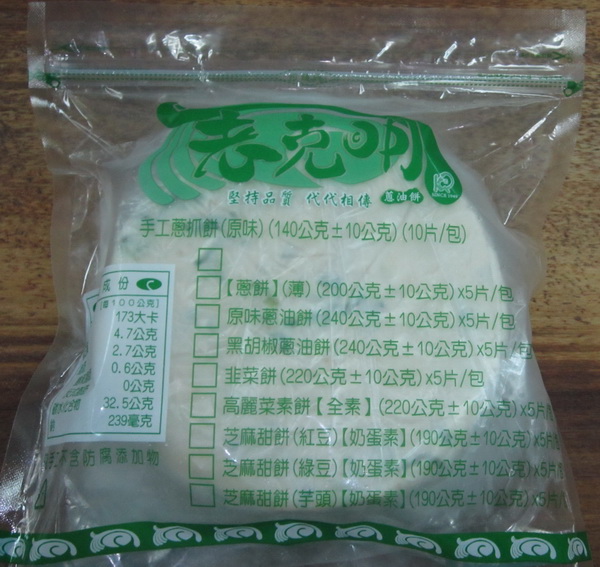 老克明
堅持品質 代代相傳 蔥油餅
手工蔥抓餅(原味)(140公克±10公克)(10片/包)
【蔥餅】(薄)(200公克±10公克)x5片/包
原味蔥油餅(240公克±10公克)x5片/包
黑胡椒蔥油餅(240公克±10公克)x5片/包
韭菜餅(220公克±10公克)x5片/包
高麗菜素餅【全素】(220公克±10公克)x5片/包
芝麻甜餅(紅豆)【奶蛋素】(190公克±10公克)x5片/包
芝麻甜餅(綠豆)【奶蛋素】(190公克±10公克)x5片/
芝麻甜餅(芋頭)【奶蛋素】(190公克±10公克)x5片/
成份
100公克
173大卡
4.7公克
2.7公克
0.6公克
0公克
32.5公克
239毫克
不含防腐添加物